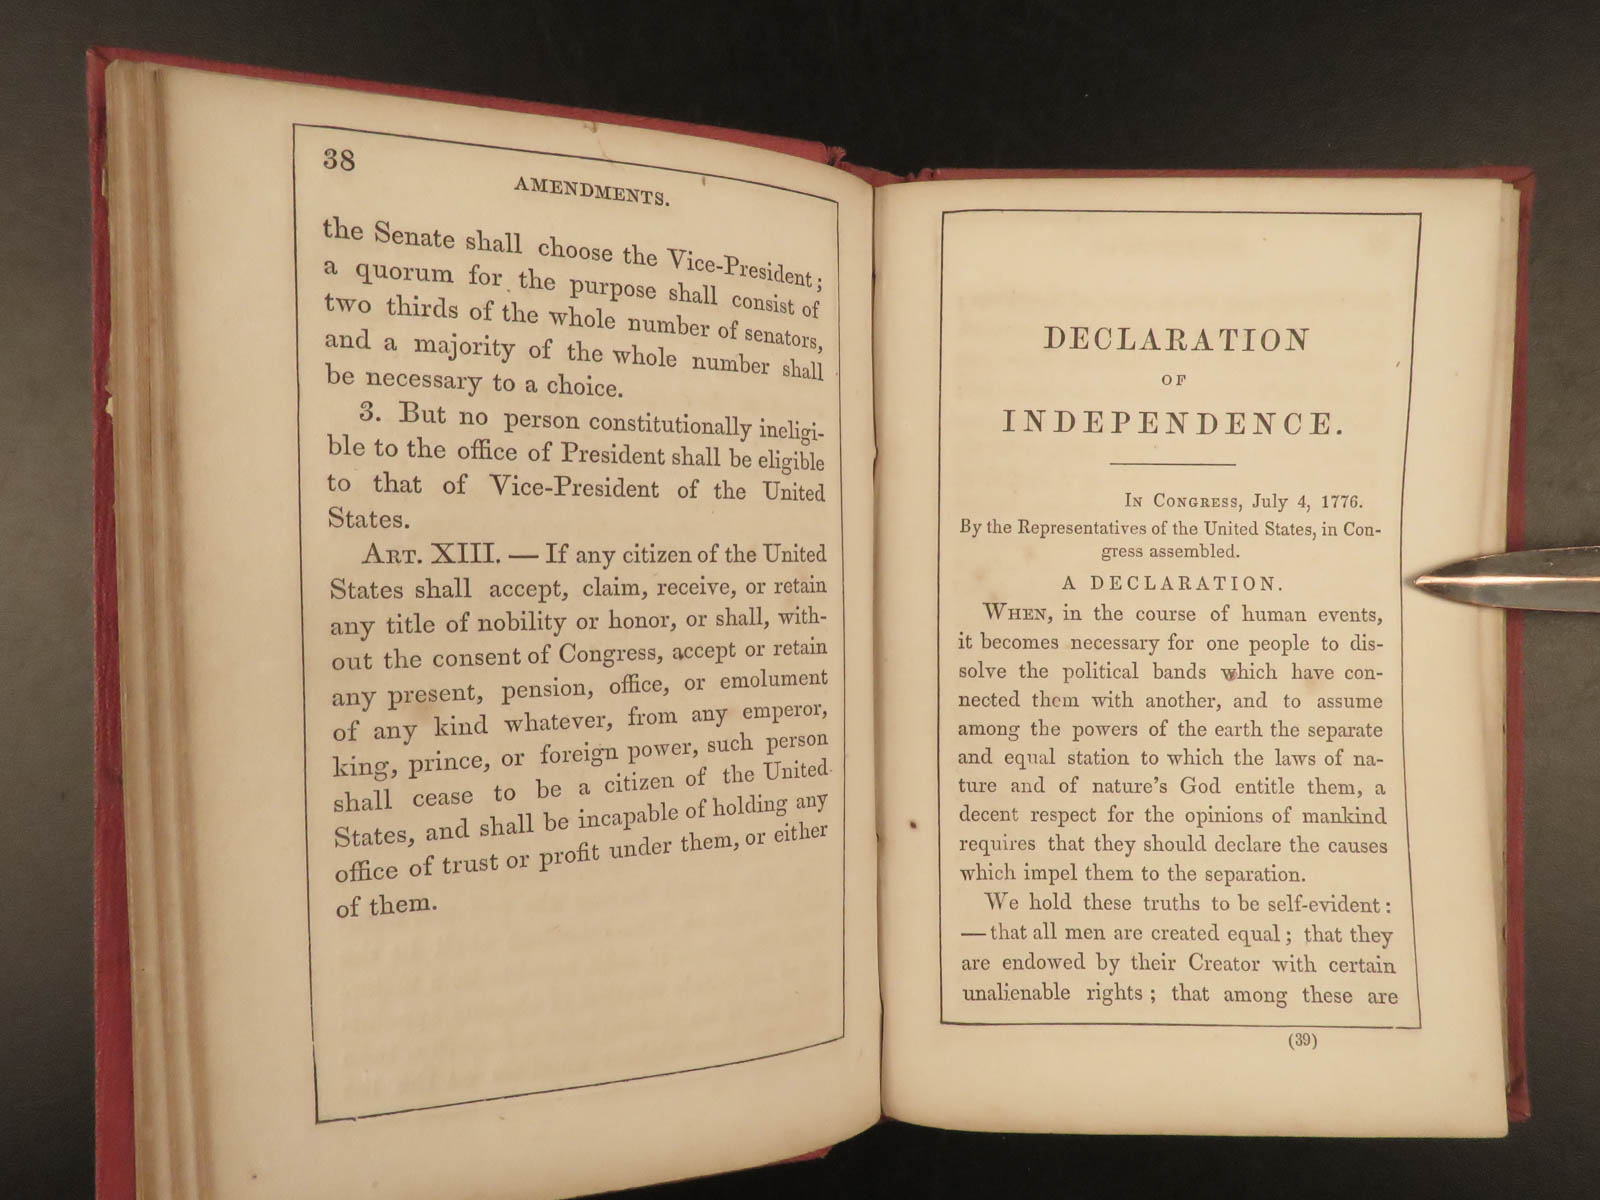 38
AMENDMENTS.
the Senate shall choose the Vice-President;
a quorum for the purpose shall consist of
two thirds of the whole number of senators,
and a majority of the whole number shall
be necessary to a choice.
3. But no person constitutionally ineligi-
ble to the office of President shall be eligible
to that of Vice-President of the United
States.
ART. XIII. — If any citizen of the United
States shall accept, claim, receive, or retain
any title of nobility or honor, or shall, with-
out the consent of Congress, accept or retain
any present, pension, office, or emolument
of any kind whatever, from any emperor,
king, prince, or foreign power, such person
shall cease to be a citizen of the United
States, and shall be incapable of holding any
office of trust or profit under them, or either
of them.
DECLARATION
OF
INDEPENDENCE.
IN CONGRESS, July 4, 1776.
By the Representatives of the United States, in Con-
gress assembled.
A DECLARATION.
WHEN, in the course of human events,
it becomes necessary for one people to dis-
solve the political bands which have con-
nected them with another, and to assume
among the powers of the earth the separate
and equal station to which the laws of na-
ture and of nature's God entitle them, a
decent respect for the opinions of mankind
requires that they should declare the causes
which impel them to the separation.
We hold these truths to be self-evident:
— that all men are created equal; that they
are endowed by their Creator with certain
unalienable rights; that among these are
(39)